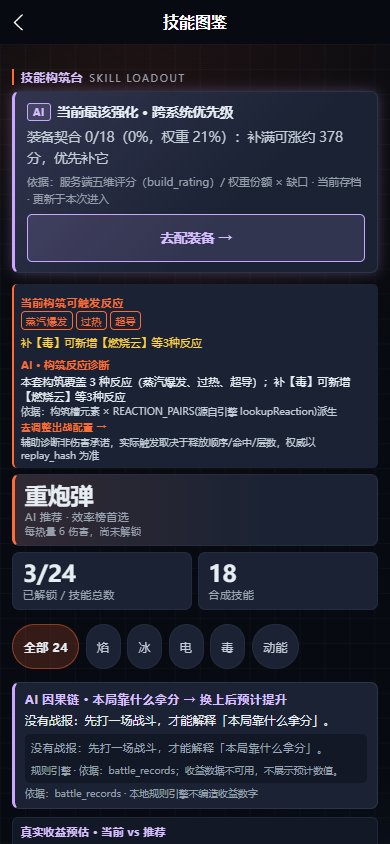 技能图鉴
技能构筑台 SKILL LOADOUT
AI 当前最该强化 · 跨系统优先级
装备契合 0/18（0%，权重 21%）：补满可涨约 378
分，优先补它
依据：服务端五维评分（build_rating）/ 权重份额 × 缺口 · 当前存档
· 更新于本次进入
去配装备 →
当前构筑可触发反应
蒸汽爆发 过热 超导
补【毒】可新增【燃烧云】等3种反应
AI · 构筑反应诊断
本套构筑覆盖 3 种反应（蒸汽爆发、过热、超导）；补【毒】可新增
【燃烧云】等3种反应
依据：构筑槽元素 × REACTION_PAIRS(源自引擎 lookupReaction)派生
去调整出战配置 →
辅助诊断非伤害承诺，实际触发取决于释放顺序/命中/层数，权威以
replay_hash 为准
重炮弹
AI 推荐 · 效率榜首选
每热量 6 伤害，尚未解锁
3/24
已解锁 / 技能总数
18
合成技能
全部 24 焰 冰 电 毒 动能
AI 因果链 · 本局靠什么拿分 → 换上后预计提升
没有战报：先打一场战斗，才能解释「本局靠什么拿分」。
没有战报：先打一场战斗，才能解释「本局靠什么拿分」。
规则引擎 · 依据：battle_records；收益数据不可用，不展示预计数值。
依据：battle_records · 本地规则引擎不编造收益数字
真实收益预估 · 当前 vs 推荐